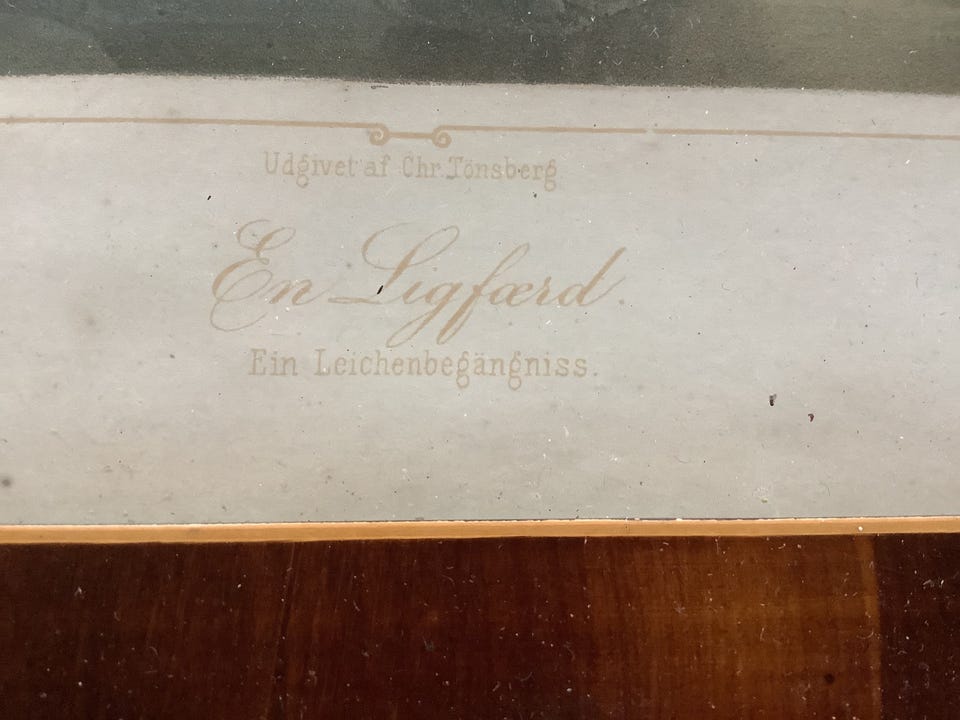 Udgivet af Chr. Tönsberg
En Ligfærd.
Ein Leichenbegängniss.